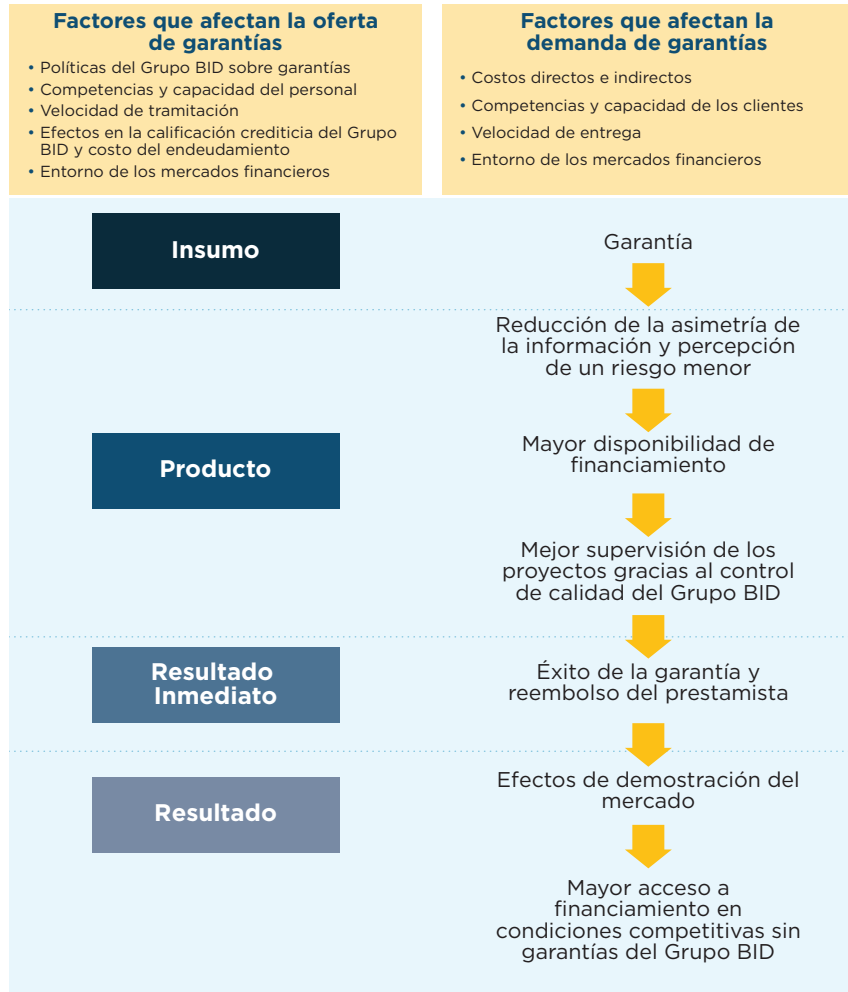 Factores que afectan la oferta
de garantías
• Políticas del Grupo BID sobre garantías
• Competencias y capacidad del personal
• Velocidad de tramitación
• Efectos en la calificación crediticia del Grupo
BID y costo del endeudamiento
• Entorno de los mercados financieros
Factores que afectan la
demanda de garantías
• Costos directos e indirectos
• Competencias y capacidad de los clientes
• Velocidad de entrega
• Entorno de los mercados financieros
Insumo
Garantía
Reducción de la asimetría de
la información y percepción
de un riesgo menor
Producto
Mayor disponibilidad de
financiamiento
Mejor supervisión de los
proyectos gracias al control
de calidad del Grupo BID
Resultado
Inmediato
Éxito de la garantía y
reembolso del prestamista
Resultado
Efectos de demostración del
mercado
Mayor acceso a
financiamiento en
condiciones competitivas sin
garantías del Grupo BID